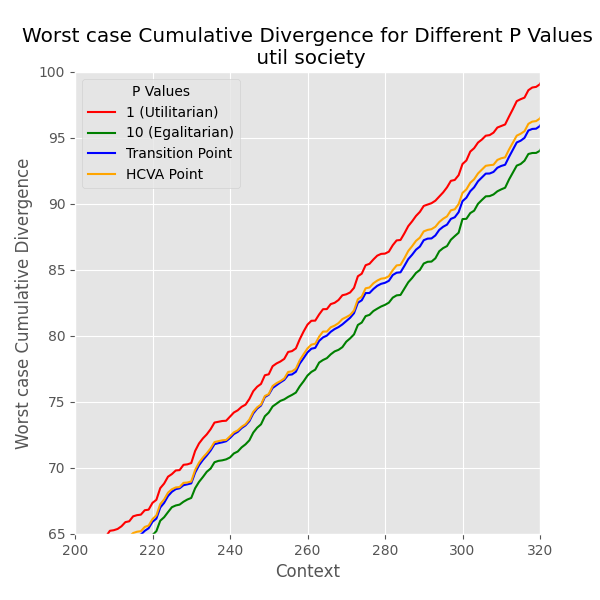 Worst case Cumulative Divergence for Different P Values
util society
P Values
1 (Utilitarian)
10 (Egalitarian)
Transition Point
HCVA Point
Worst case Cumulative Divergence
100
95
90
85
80
75
70
65
200
220
240
260
280
300
320
Context